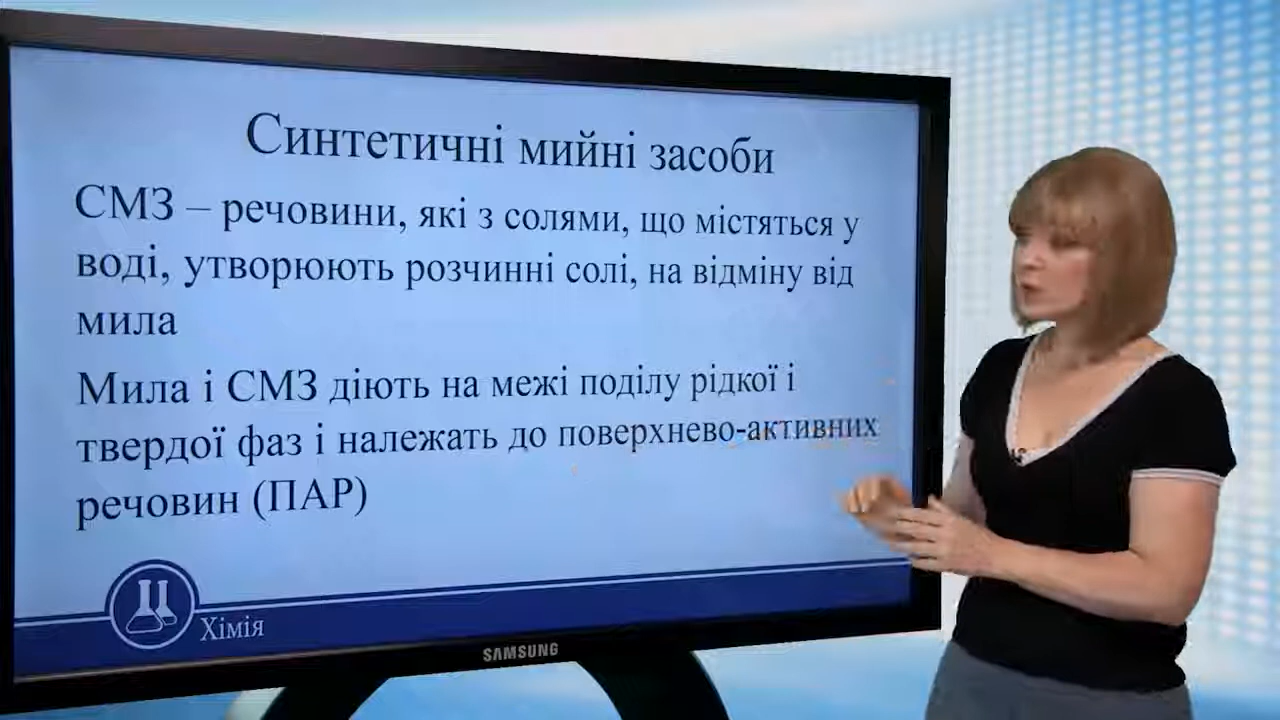 Синтетичні мийні засоби
СМЗ – речовини, які з солями, що містяться у
воді, утворюють розчинні солі, на відміну від
мила
Мила і СМЗ діють на межі поділу рідкої і
твердої фаз і належать до поверхнево-активних
речовин (ПАР)
Хімія
SAMSUNG